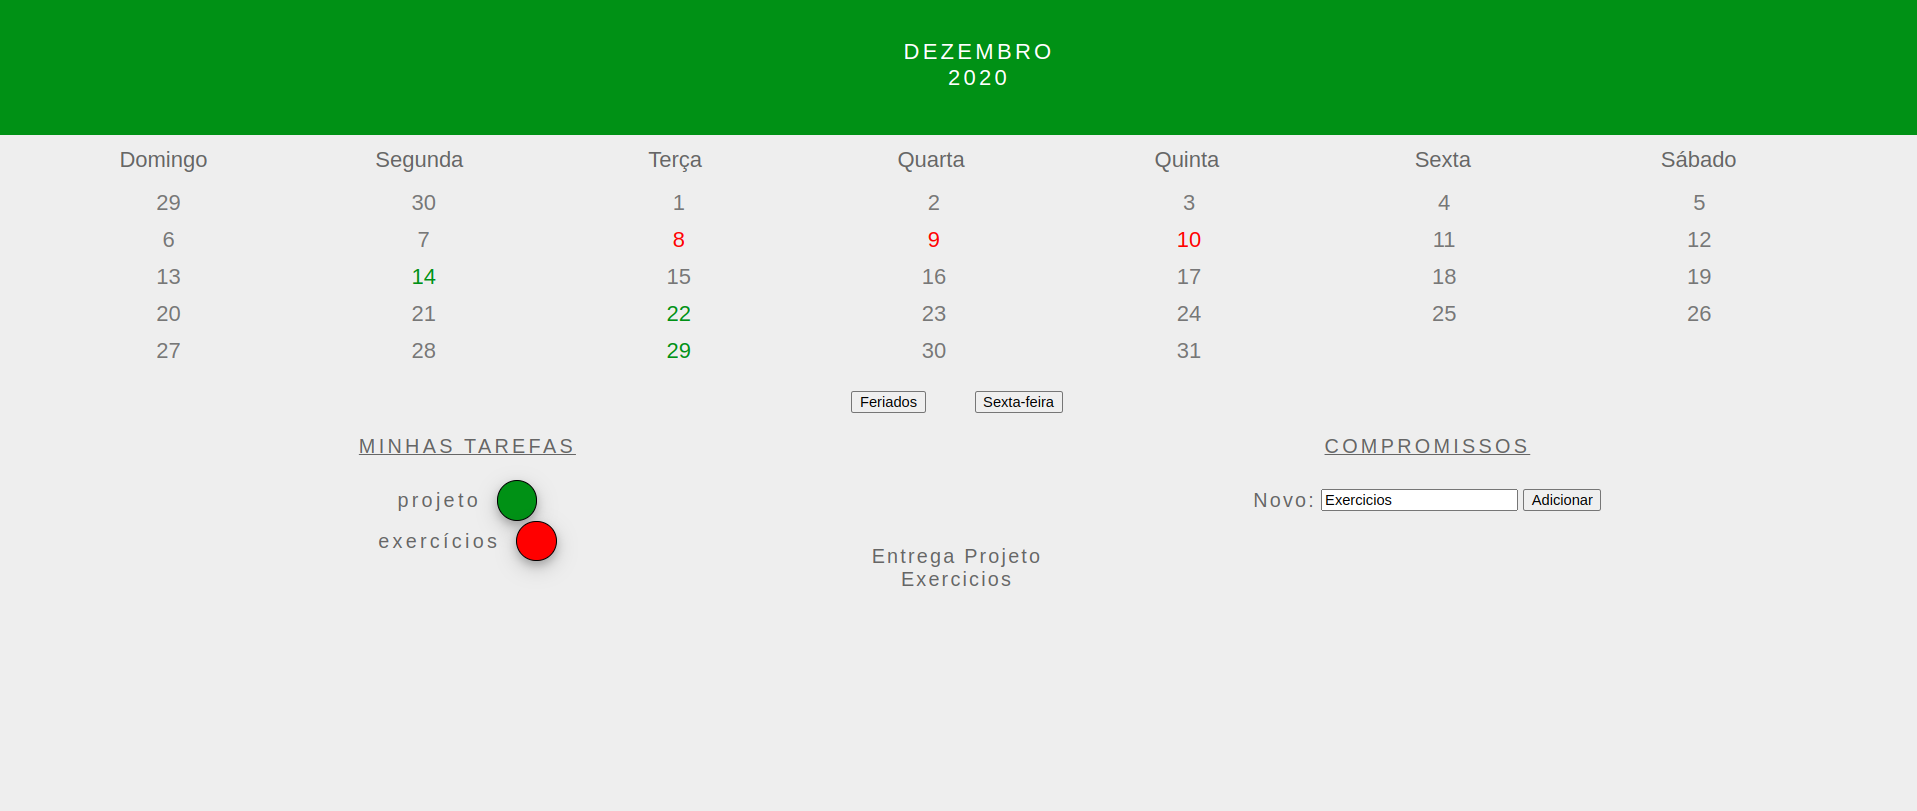 DEZEMBRO
2020
Domingo Segunda Terça Quarta Quinta Sexta Sábado
29 30 1 2 3 4 5
6 7 8 9 10 11 12
13 14 15 16 17 18 19
20 21 22 23 24 25 26
27 28 29 30 31
Feriados Sexta-feira
MINHAS TAREFAS
projeto
exercícios
COMPROMISSOS
Novo: Exercicios Adicionar
Entrega Projeto
Exercicios